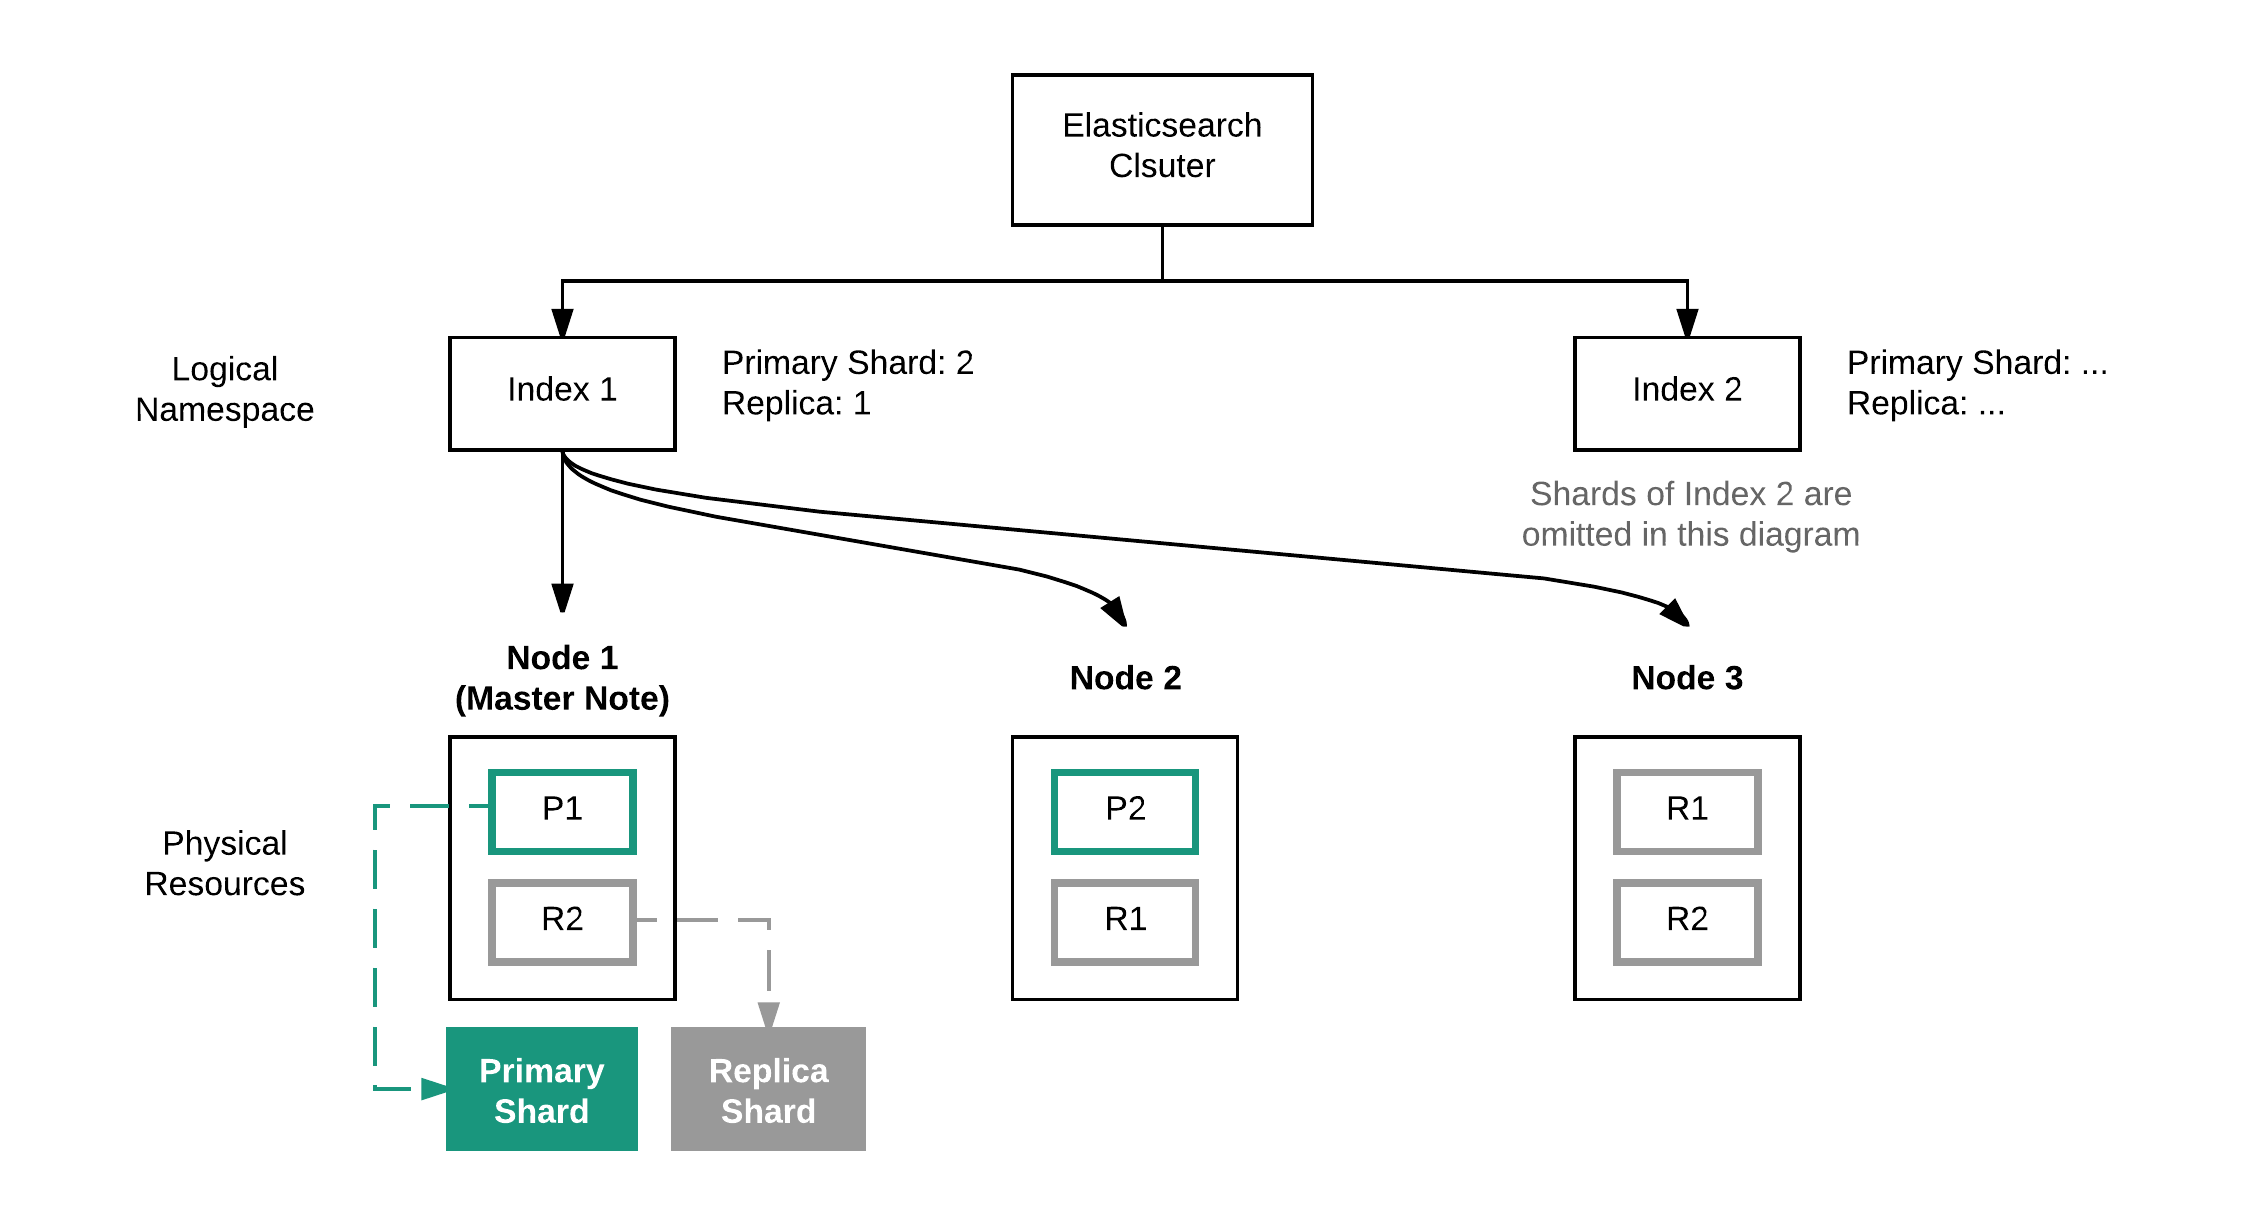 Elasticsearch
Clsuter
Logical
Namespace
Index 1
Primary Shard: 2
Replica: 1
Index 2
Primary Shard: ...
Replica: ...
Shards of Index 2 are
omitted in this diagram
Node 1
(Master Note)
Node 2
Node 3
Physical
Resources
P1
R2
P2
R1
R1
R2
Primary
Shard
Replica
Shard